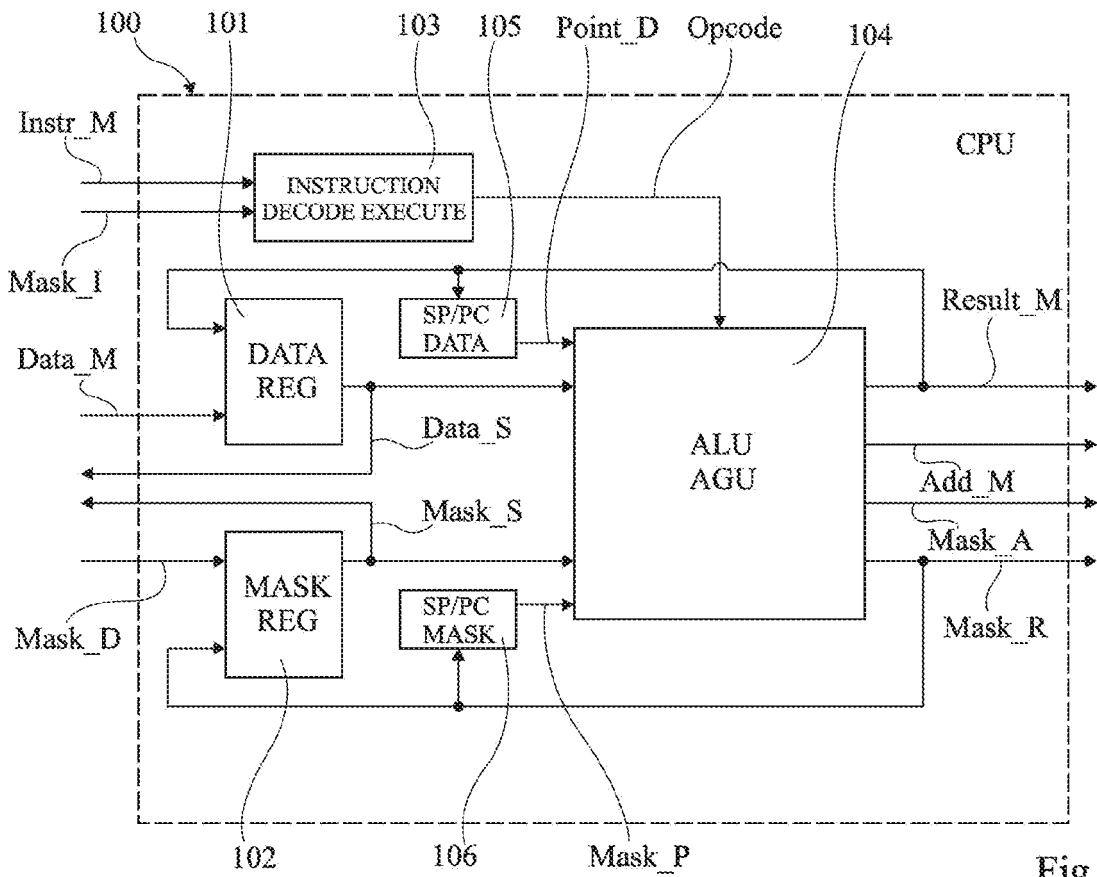 100
101
103
105
Point_D
Opcode
104
Instr_M
CPU
INSTRUCTION
DECODE EXECUTE
Mask_I
SP/PC
DATA
Result_M
Data_M
DATA
REG
ALU
AGU
Data_S
Add_M
Mask_S
Mask_A
MASK
REG
SP/PC
MASK
Mask_D
Mask_R
102
106
Mask_P
Fig